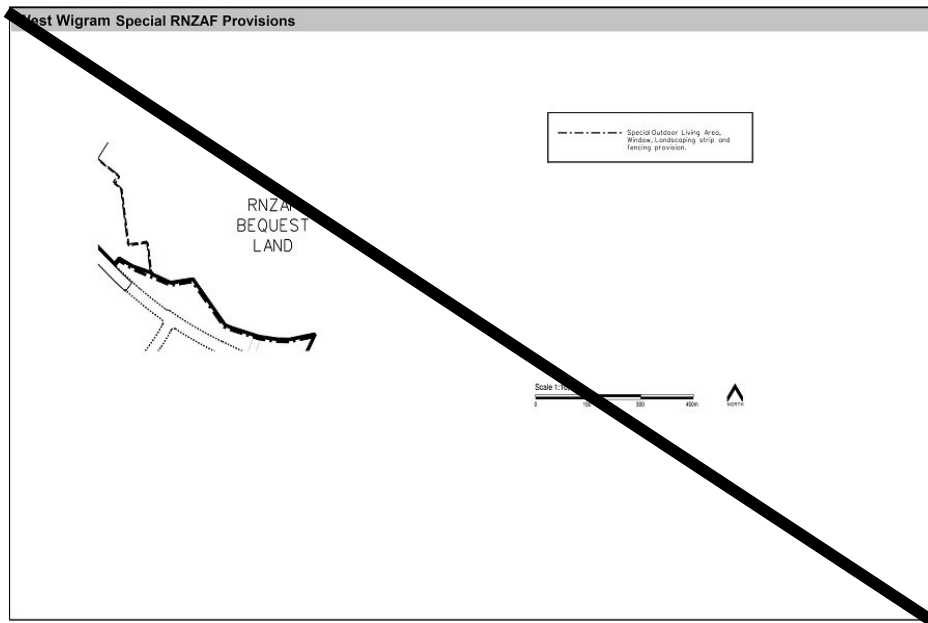 West Wigram Special RNZAF Provisions
Special Outdoor Living Area,
Window, Landscaping strip and
fencing provision.
RNZAF
BEQUEST
LAND
Scale
0 300 450m
NORTH